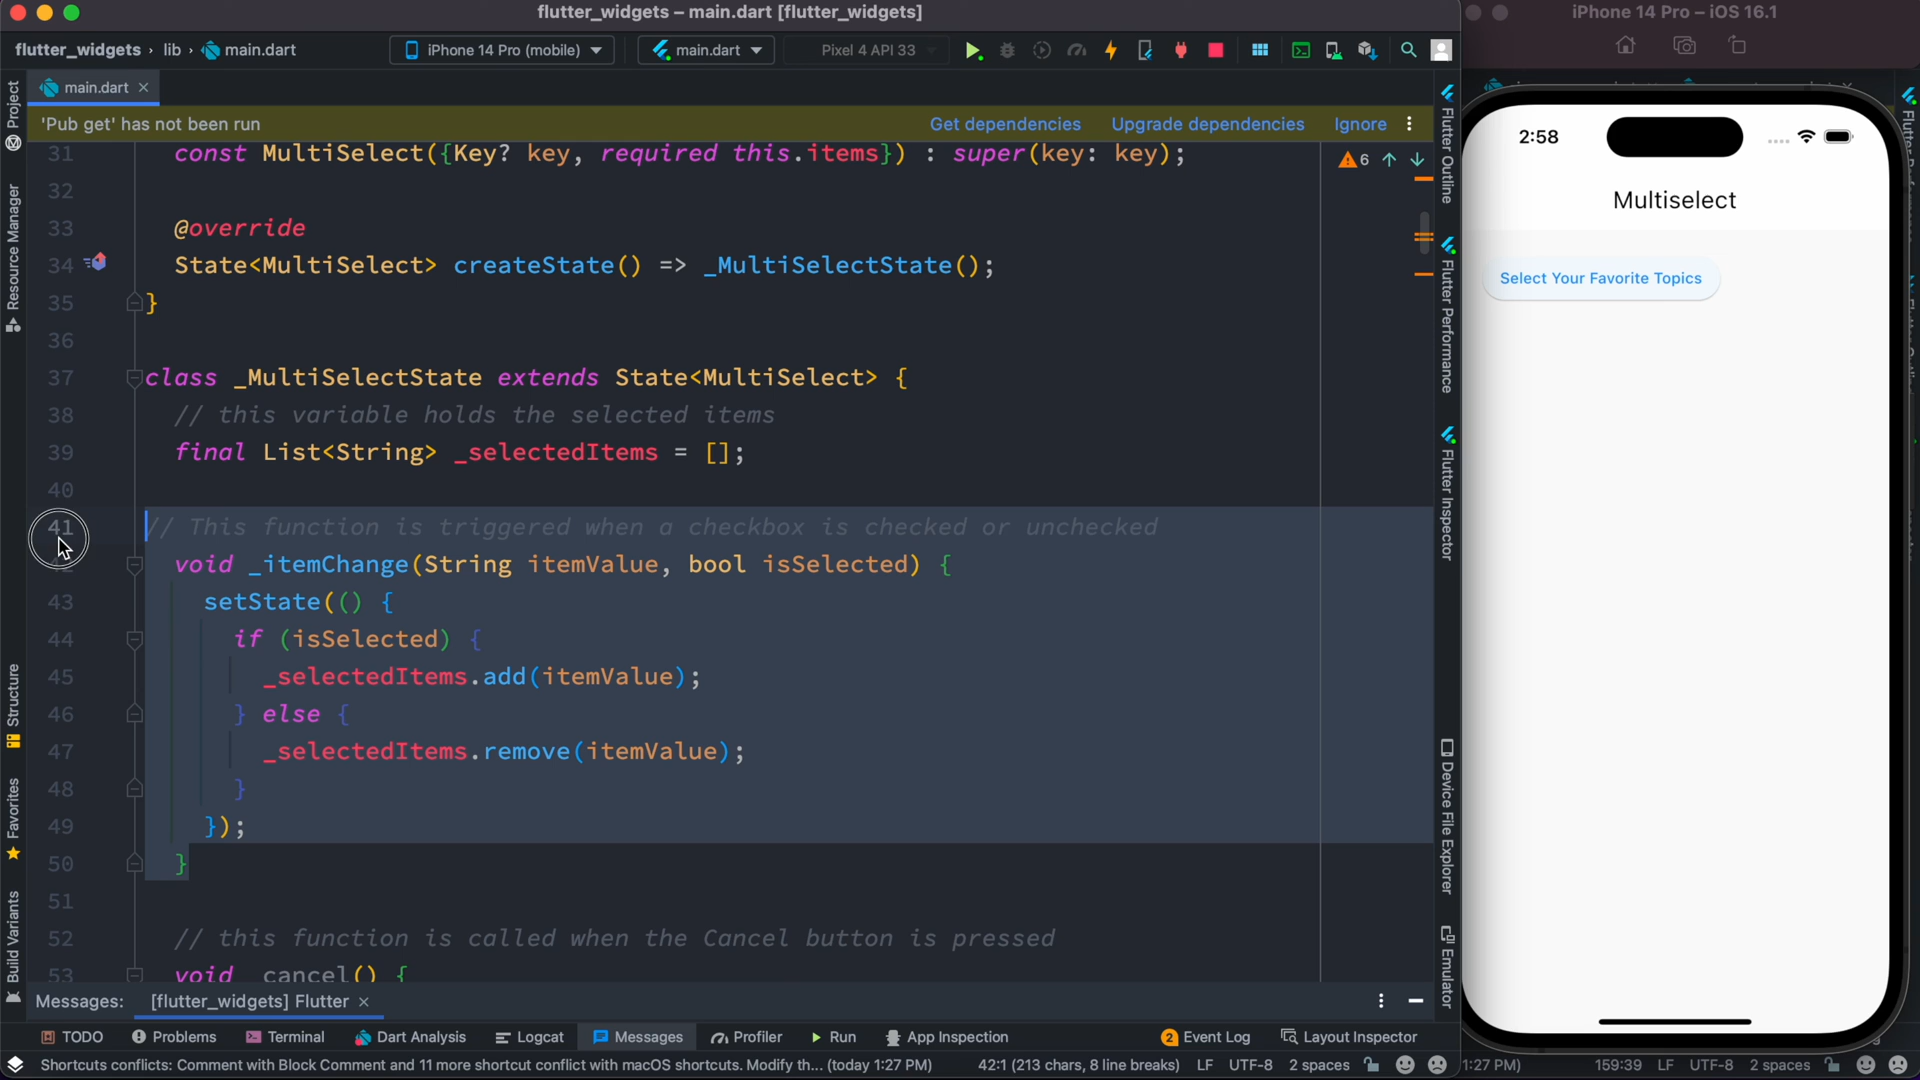 flutter_widgets – main.dart [flutter_widgets]
iPhone 14 Pro – iOS 16.1
flutter_widgets › lib › main.dart
iPhone 14 Pro (mobile)
main.dart
Pixel 4 API 33
main.dart
'Pub get' has not been run
Get dependencies
Upgrade dependencies
Ignore
6
31 const MultiSelect({Key? key, required this.items}) : super(key: key);
32
33 @override
34 State<MultiSelect> createState() => _MultiSelectState();
35 }
36
37 class _MultiSelectState extends State<MultiSelect> {
38 // this variable holds the selected items
39 final List<String> _selectedItems = [];
40
41 // This function is triggered when a checkbox is checked or unchecked
void _itemChange(String itemValue, bool isSelected) {
43 setState(() {
44 if (isSelected) {
45 _selectedItems.add(itemValue);
46 } else {
47 _selectedItems.remove(itemValue);
48 }
49 });
50 }
51
52 // this function is called when the Cancel button is pressed
53 void _cancel() {
Project
Resource Manager
Structure
Favorites
Build Variants
Flutter Outline
Flutter Performance
Flutter Inspector
Device File Explorer
Emulator
2:58
Multiselect
Select Your Favorite Topics
Messages:
[flutter_widgets] Flutter
TODO
Problems
Terminal
Dart Analysis
Logcat
Messages
Profiler
Run
App Inspection
2 Event Log
Layout Inspector
Shortcuts conflicts: Comment with Block Comment and 11 more shortcut conflict with macOS shortcuts. Modify th... (today 1:27 PM)
42:1 (213 chars, 8 line breaks)
LF
UTF-8
2 spaces
1:27 PM)
159:39
LF
UTF-8
2 spaces